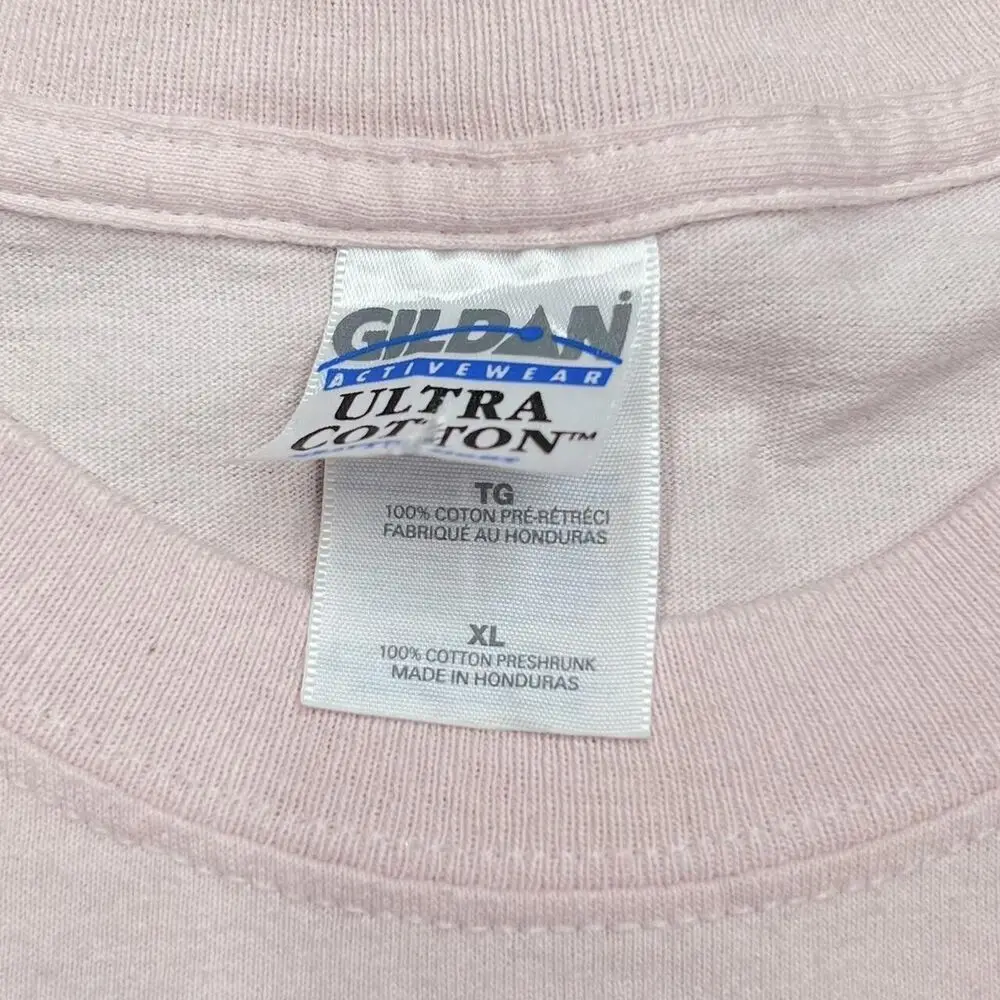 GILDAN
ACTIVEWEAR
ULTRA
COTTON™
TG
100% COTON PRÉ-RÉTRÉCI
FABRIQUÉ AU HONDURAS
XL
100% COTTON PRESHRUNK
MADE IN HONDURAS